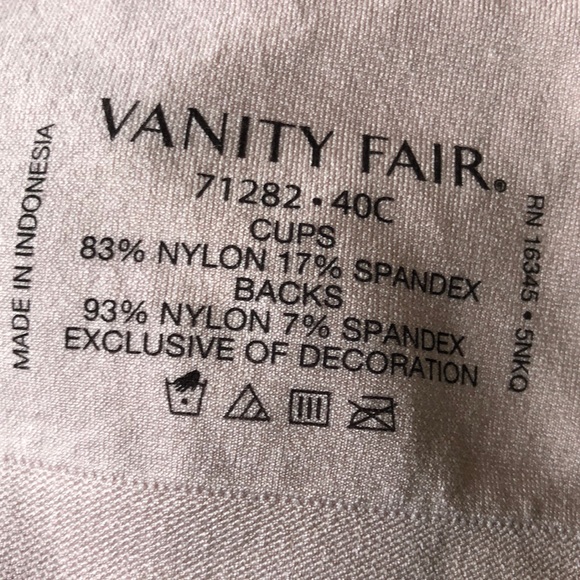 VANITY FAIR®
71282 • 40C
CUPS
83% NYLON 17% SPANDEX
BACKS
93% NYLON 7% SPANDEX
EXCLUSIVE OF DECORATION
MADE IN INDONESIA
RN 16345 • 5NKQ